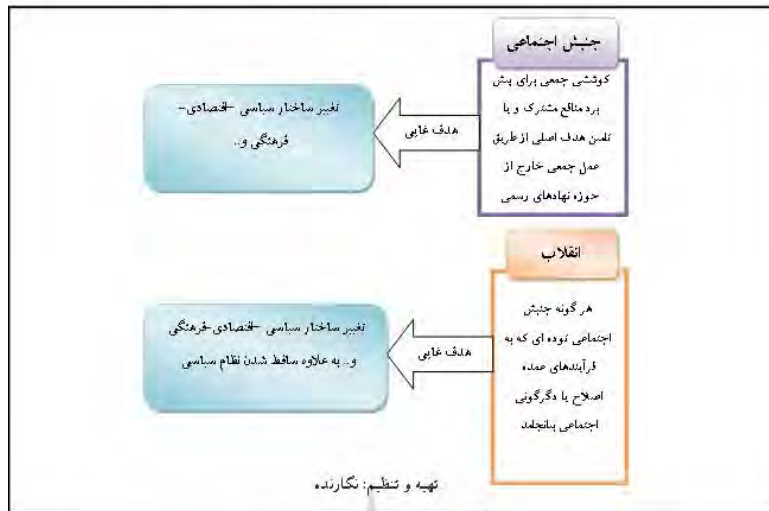 جنبش اجتماعی
کوششی جمعی برای پیش
برد منافع مشترک و یا
تامین هدف اصلی از طریق
عمل جمعی خارج از
حوزه نهادهای رسمی
هدف غایی
تغییر ساختار سیاسی -اقتصادی-
فرهنگی و..
انقلاب
هر گونه جنبش
اجتماعی توده ای که به
فرآیندهای عمده
اصلاح یا دگرگونی
اجتماعی بیانجامد
هدف غایی
تغییر ساختار سیاسی -اقتصادی-فرهنگی
و.. به علاوه ساقط شدن نظام سیاسی
تهیه و تنظیم: نگارنده